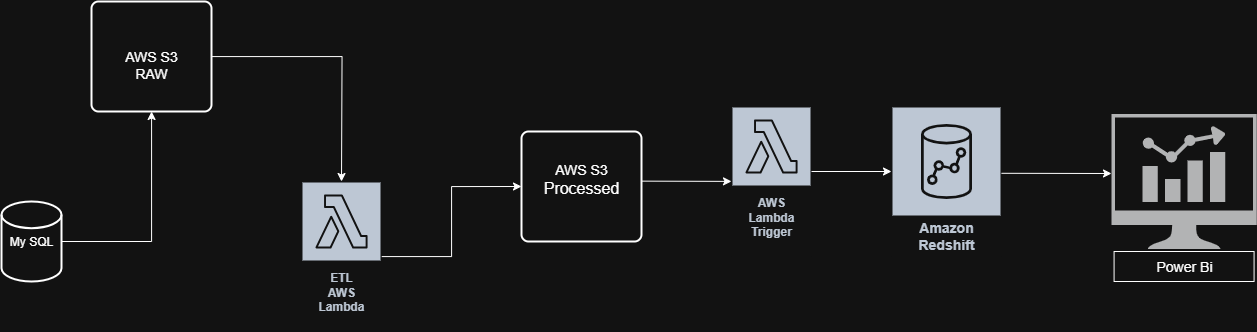 My SQL
AWS S3
RAW
ETL
AWS
Lambda
AWS S3
Processed
AWS
Lambda
Trigger
Amazon
Redshift
Power Bi